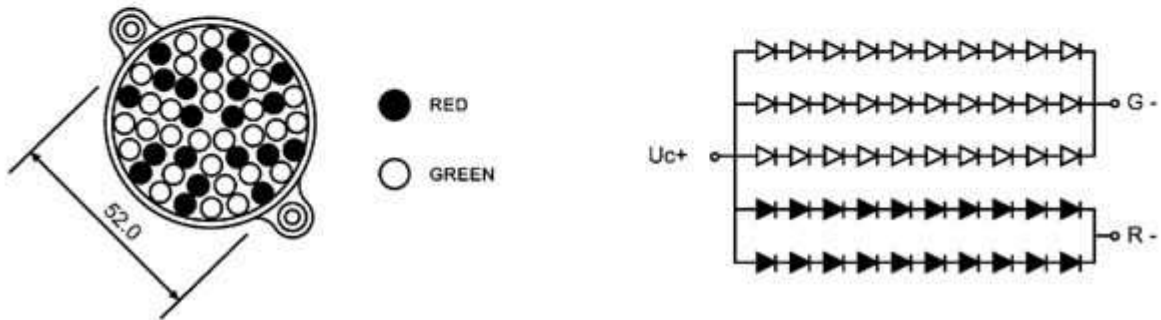 52.0
RED
GREEN
Uc+
G -
R -